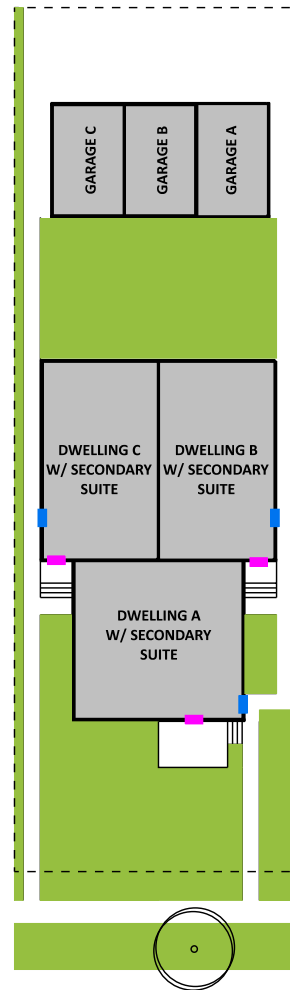 GARAGE C
GARAGE B
GARAGE A
DWELLING C
W/ SECONDARY
SUITE
DWELLING B
W/ SECONDARY
SUITE
DWELLING A
W/ SECONDARY
SUITE